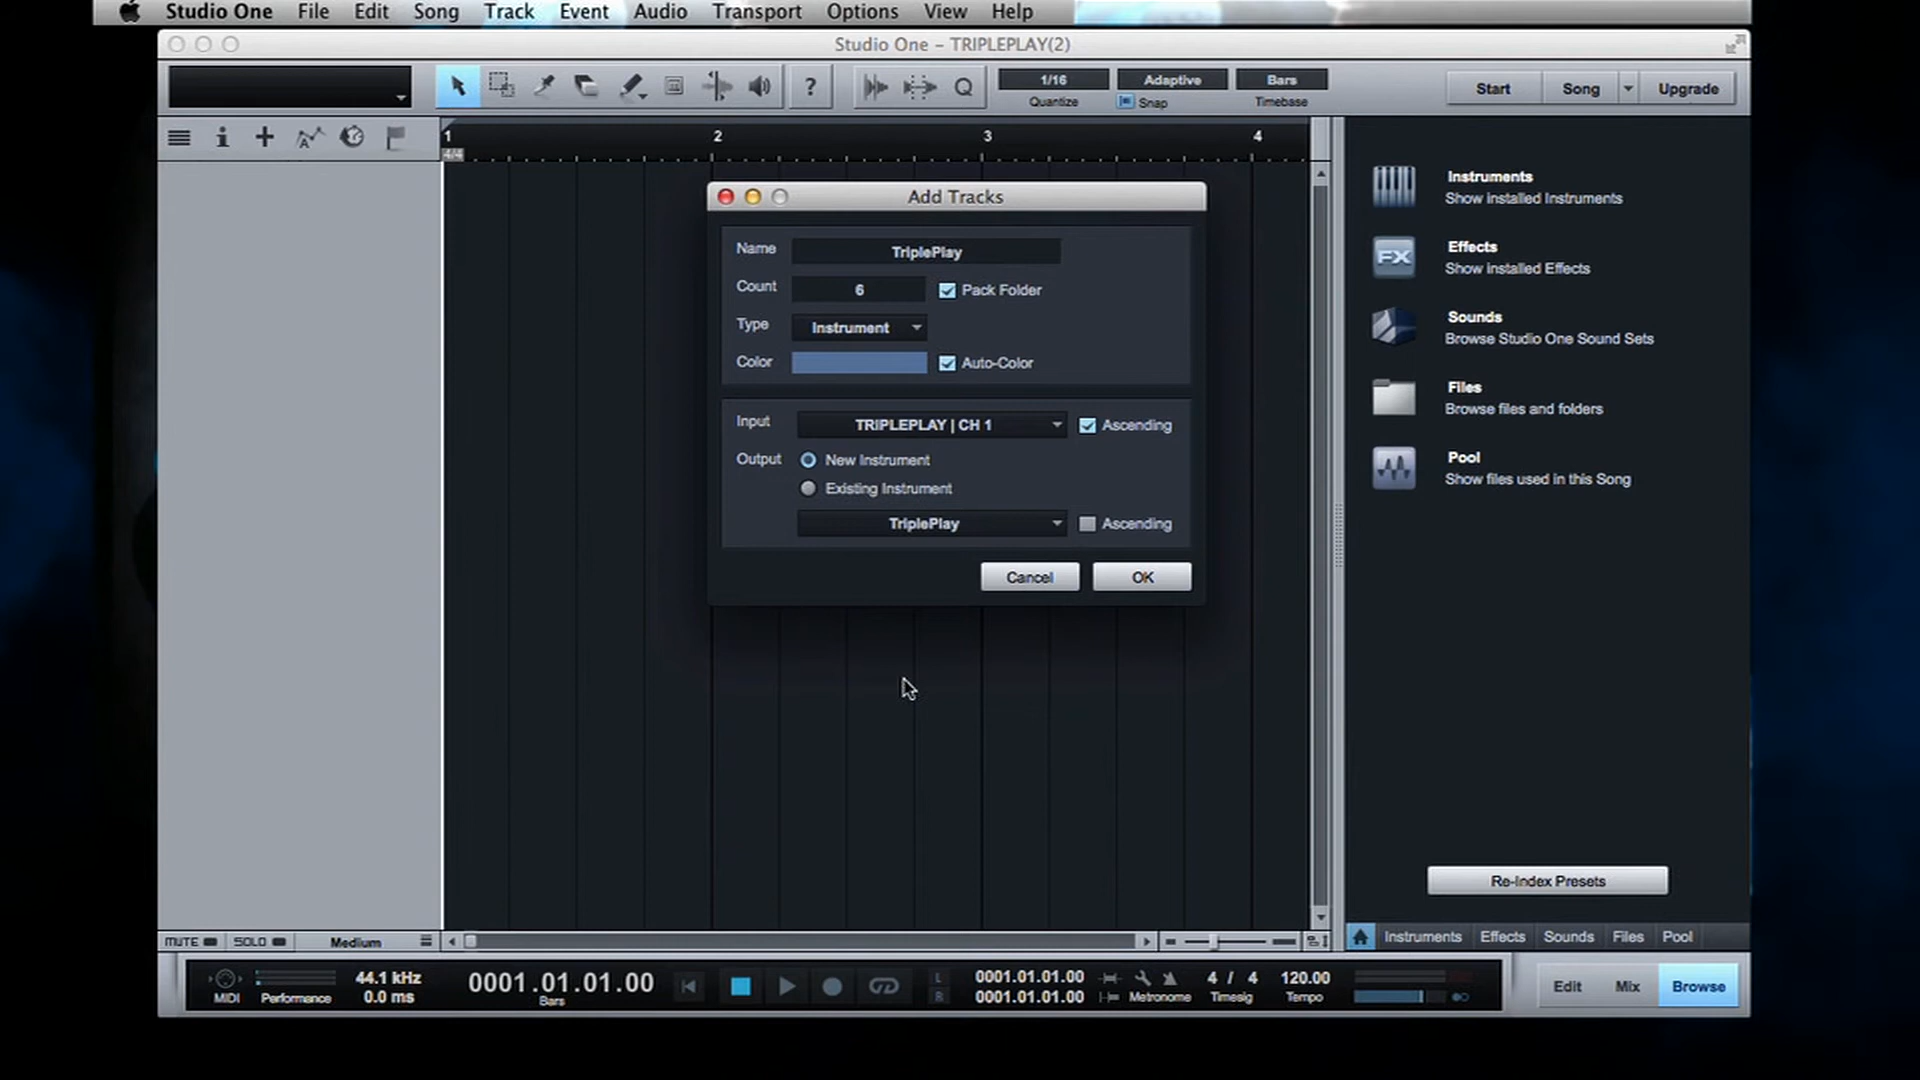 Studio One File Edit Song Track Event Audio Transport Options View Help
Studio One – TRIPLEPLAY(2)
? Q 1/16 Adaptive Bars Start Song Upgrade
Quantize Snap Timebase
1 2 3 4
4/4
Add Tracks
Name TriplePlay
Count 6 Pack Folder
Type Instrument
Color Auto-Color
Input TRIPLEPLAY | CH 1 Ascending
Output New Instrument
Existing Instrument
TriplePlay Ascending
Cancel OK
Instruments
Show installed Instruments
FX
Effects
Show installed Effects
Sounds
Browse Studio One Sound Sets
Files
Browse files and folders
Pool
Show files used in this Song
Re-Index Presets
MUTE SOLO Medium
Instruments Effects Sounds Files Pool
MIDI
Performance
44.1 kHz
0.0 ms
0001.01.01.00
Bars
L 0001.01.01.00
R 0001.01.01.00
Metronome
4 / 4
Timesig
120.00
Tempo
Edit Mix Browse